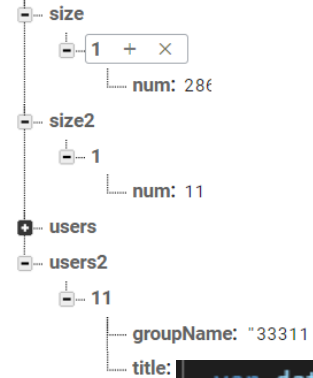 size
1 + ×
num: 286
size2
1
num: 11
users
users2
11
groupName: "33311
title: